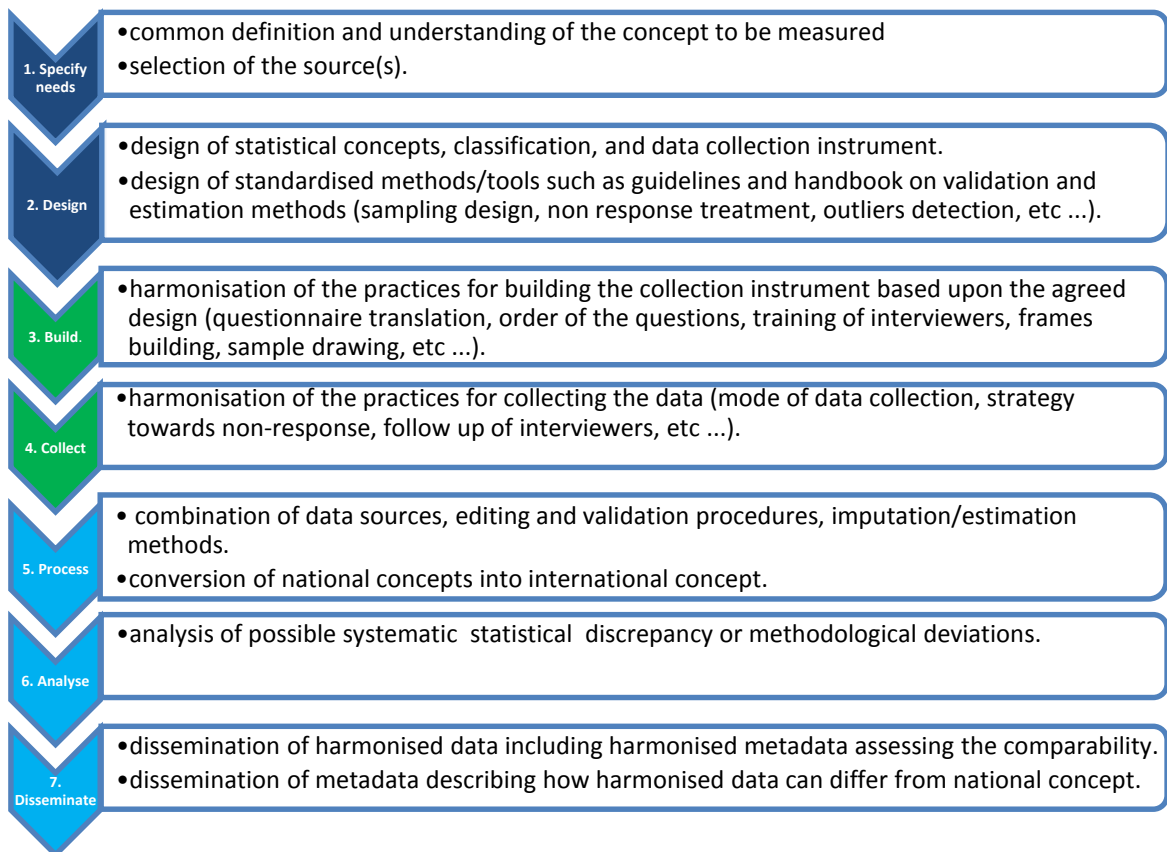 1. Specify
needs
•common definition and understanding of the concept to be measured
•selection of the source(s).
2. Design
•design of statistical concepts, classification, and data collection instrument.
•design of standardised methods/tools such as guidelines and handbook on validation and
estimation methods (sampling design, non response treatment, outliers detection, etc ...).
3. Build.
•harmonisation of the practices for building the collection instrument based upon the agreed
design (questionnaire translation, order of the questions, training of interviewers, frames
building, sample drawing, etc ...).
4. Collect
•harmonisation of the practices for collecting the data (mode of data collection, strategy
towards non-response, follow up of interviewers, etc ...).
5. Process
• combination of data sources, editing and validation procedures, imputation/estimation
methods.
•conversion of national concepts into international concept.
6. Analyse
•analysis of possible systematic statistical discrepancy or methodological deviations.
7.
Disseminate
•dissemination of harmonised data including harmonised metadata assessing the comparability.
•dissemination of metadata describing how harmonised data can differ from national concept.